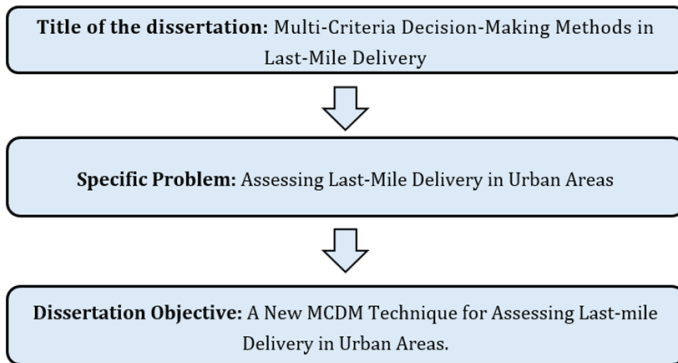 Title of the dissertation: Multi-Criteria Decision-Making Methods in
Last-Mile Delivery
Specific Problem: Assessing Last-Mile Delivery in Urban Areas
Dissertation Objective: A New MCDM Technique for Assessing Last-mile
Delivery in Urban Areas.